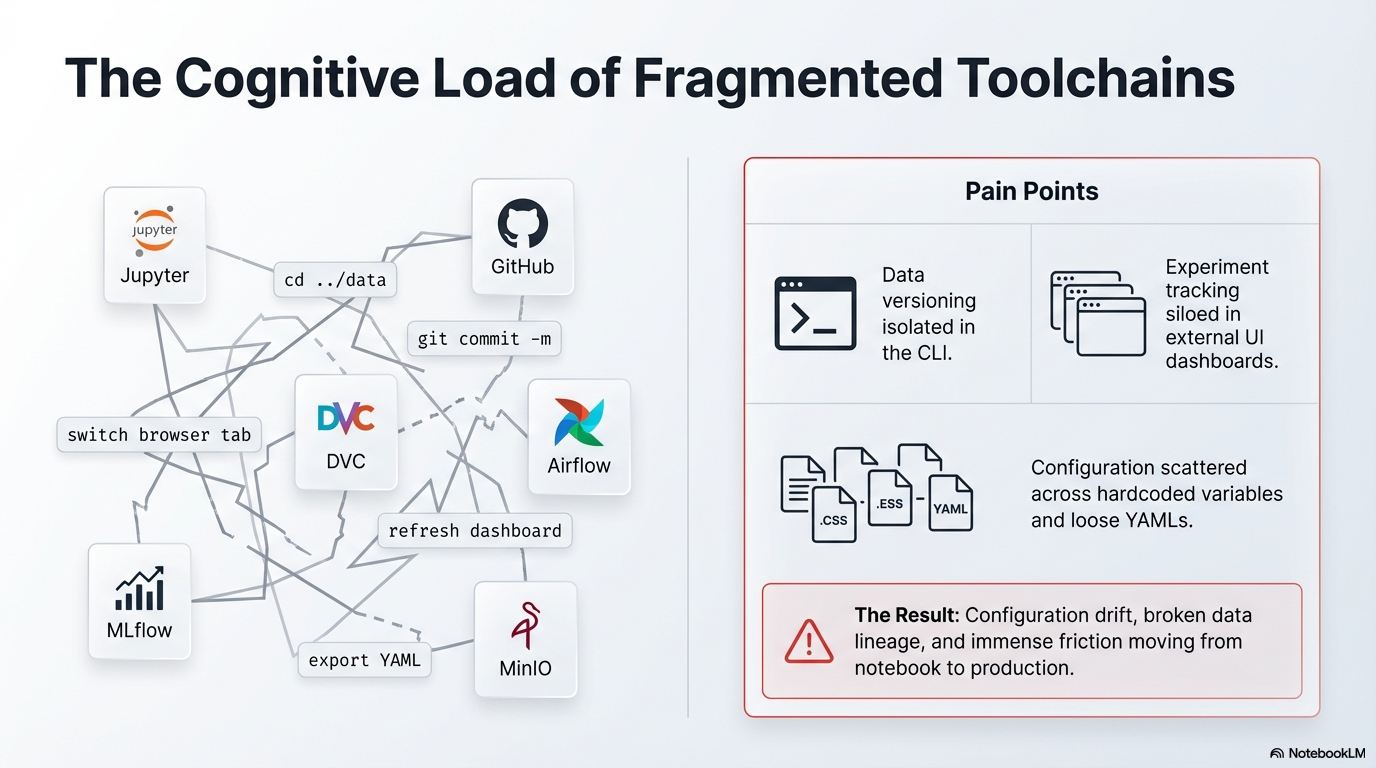 The Cognitive Load of Fragmented Toolchains
jupyter
Jupyter
cd ../data
GitHub
git commit -m
switch browser tab
DVC
DVC
Airflow
refresh dashboard
MLflow
export YAML
MinIO
Pain Points
Data
versioning
isolated in
the CLI.
Experiment
tracking
siloed in
external UI
dashboards.
.CSS
.ESS
YAML
Configuration scattered
across hardcoded variables
and loose YAMLs.
The Result: Configuration drift, broken data
lineage, and immense friction moving from
notebook to production.
NotebookLM